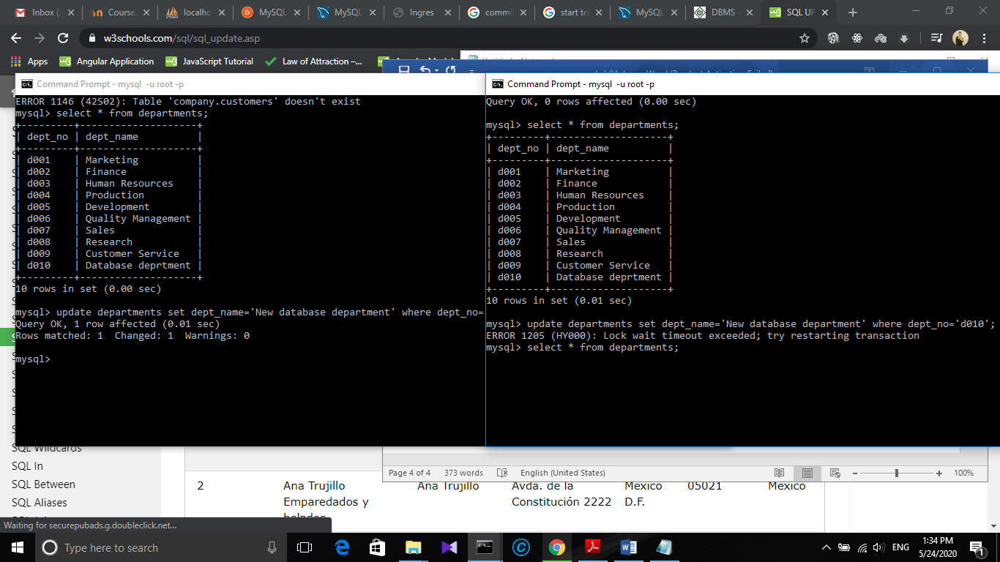 Inbox (2
Course
localho
MySQL
MySQL
Ingres
commit
start tra
MySQL
DBMS -
SQL UP
w3schools.com/sql/sql_update.asp
Apps
Angular Application
JavaScript Tutorial
Law of Attraction –...
Command Prompt - mysql -u root -p
ERROR 1146 (42S02): Table 'company.customers' doesn't exist
mysql> select * from departments;
+---------+--------------------+
| dept_no | dept_name          |
+---------+--------------------+
| d001    | Marketing          |
| d002    | Finance            |
| d003    | Human Resources    |
| d004    | Production         |
| d005    | Development        |
| d006    | Quality Management |
| d007    | Sales              |
| d008    | Research           |
| d009    | Customer Service   |
| d010    | Database deprtment |
+---------+--------------------+
10 rows in set (0.00 sec)
mysql> update departments set dept_name='New database department' where dept_no=
Query OK, 1 row affected (0.01 sec)
Rows matched: 1  Changed: 1  Warnings: 0
mysql>
Command Prompt - mysql -u root -p
Query OK, 0 rows affected (0.00 sec)
mysql> select * from departments;
+---------+--------------------+
| dept_no | dept_name          |
+---------+--------------------+
| d001    | Marketing          |
| d002    | Finance            |
| d003    | Human Resources    |
| d004    | Production         |
| d005    | Development        |
| d006    | Quality Management |
| d007    | Sales              |
| d008    | Research           |
| d009    | Customer Service   |
| d010    | Database deprtment |
+---------+--------------------+
10 rows in set (0.01 sec)
mysql> update departments set dept_name='New database department' where dept_no='d010';
ERROR 1205 (HY000): Lock wait timeout exceeded; try restarting transaction
mysql> select * from departments;
SQL Wildcards
SQL In
SQL Between
SQL Aliases
Page 4 of 4 373 words English (United States) 100%
2 Ana Trujillo Ana Trujillo Avda. de la México 05021 Mexico
Emparedados y Constitución 2222 D.F.
helados
Waiting for securepubads.g.doubleclick.net...
Type here to search
ENG
1:34 PM
5/24/2020
1